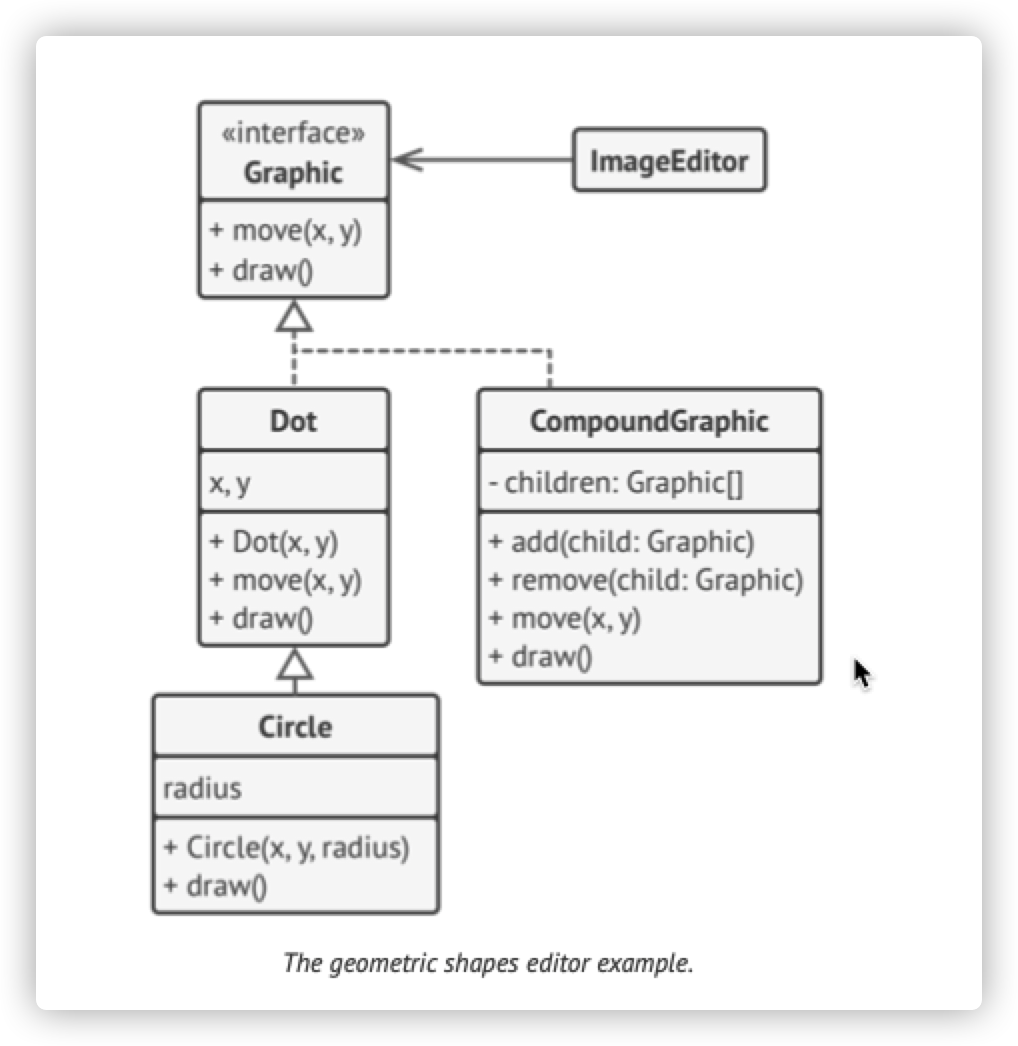 «interface»
Graphic
+ move(x, y)
+ draw()
ImageEditor
Dot
x, y
+ Dot(x, y)
+ move(x, y)
+ draw()
CompoundGraphic
- children: Graphic[]
+ add(child: Graphic)
+ remove(child: Graphic)
+ move(x, y)
+ draw()
Circle
radius
+ Circle(x, y, radius)
+ draw()
The geometric shapes editor example.